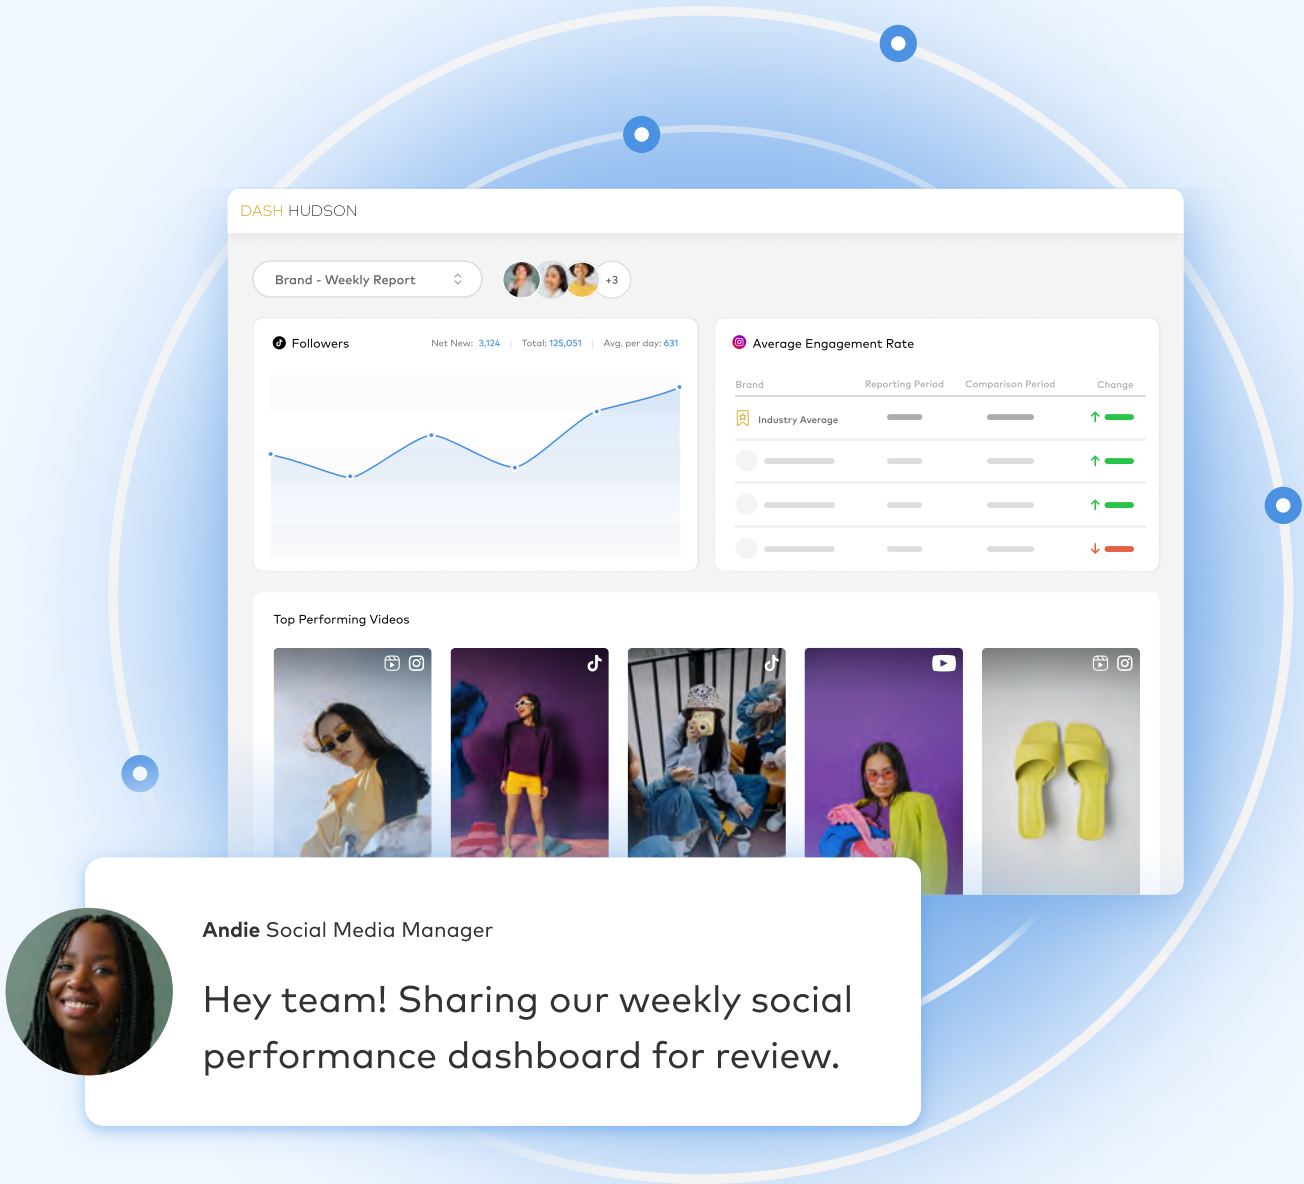 DASH HUDSON
Brand - Weekly Report
+3
Followers
Net New: 3,124 | Total: 125,051 | Avg. per day: 631
Average Engagement Rate
Brand Reporting Period Comparison Period Change
Industry Average
Top Performing Videos
Andie Social Media Manager
Hey team! Sharing our weekly social
performance dashboard for review.